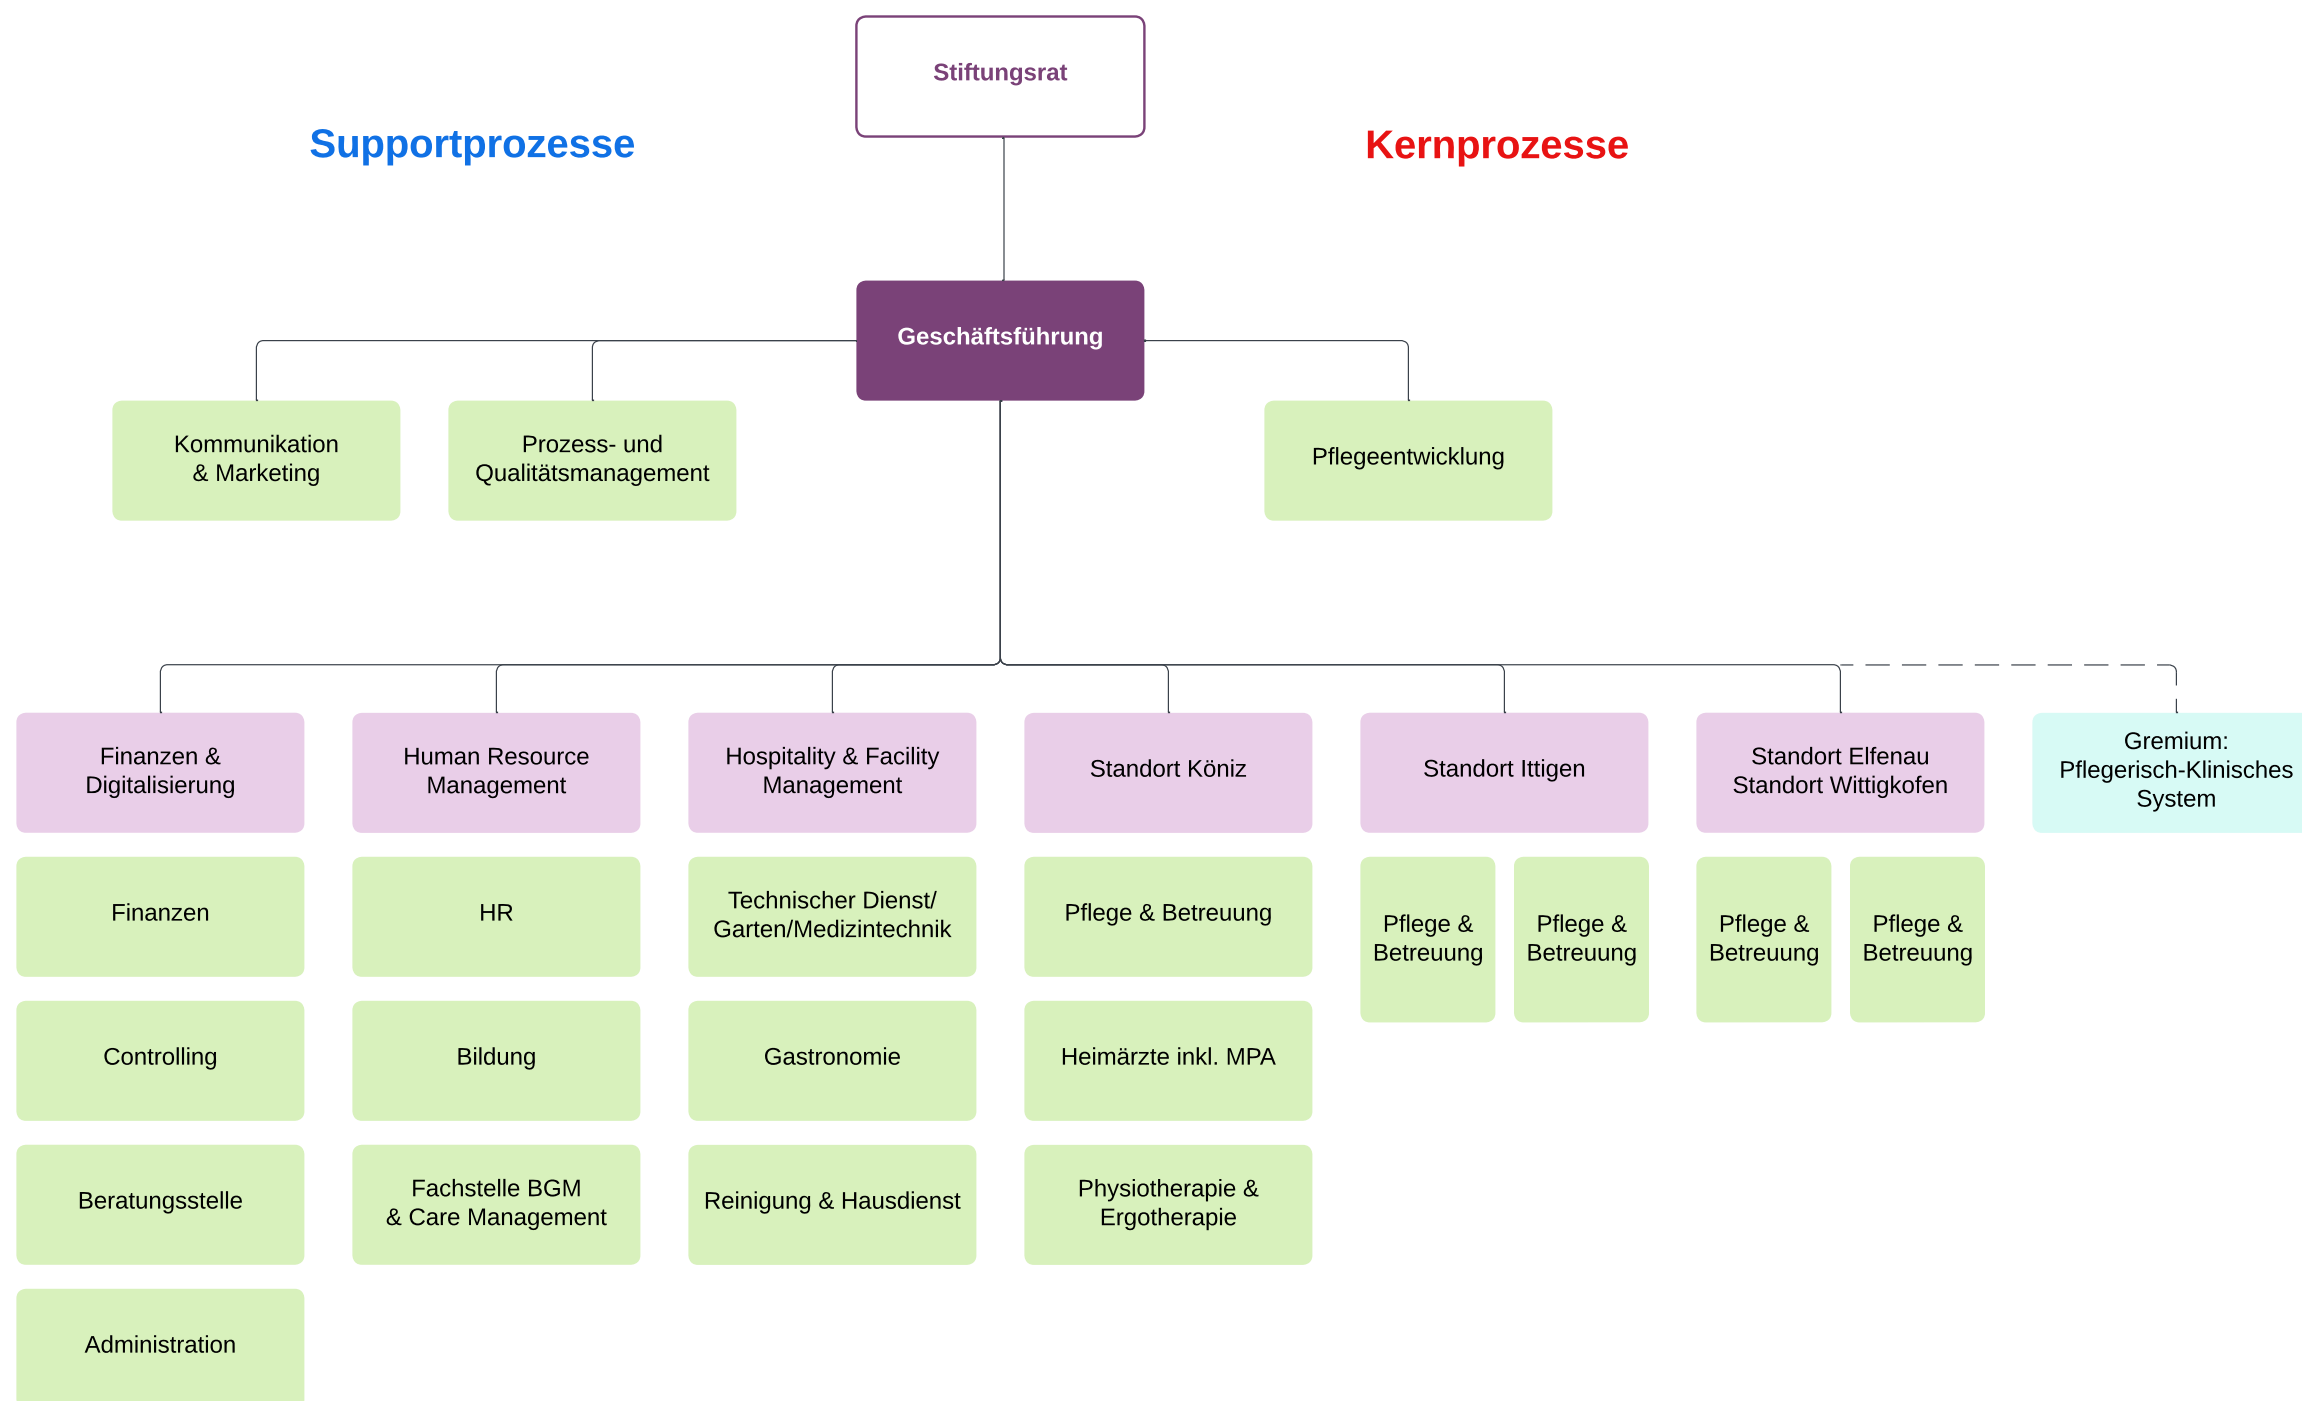 Stiftungsrat
Supportprozesse
Kernprozesse
Geschäftsführung
Kommunikation
& Marketing
Prozess- und
Qualitätsmanagement
Pflegeentwicklung
Finanzen &
Digitalisierung
Human Resource
Management
Hospitality & Facility
Management
Standort Köniz
Standort Ittigen
Standort Elfenau
Standort Wittigkofen
Gremium:
Pflegerisch-Klinisches
System
Finanzen
HR
Technischer Dienst/
Garten/Medizintechnik
Pflege & Betreuung
Pflege &
Betreuung
Pflege &
Betreuung
Pflege &
Betreuung
Pflege &
Betreuung
Controlling
Bildung
Gastronomie
Heimärzte inkl. MPA
Beratungsstelle
Fachstelle BGM
& Care Management
Reinigung & Hausdienst
Physiotherapie &
Ergotherapie
Administration